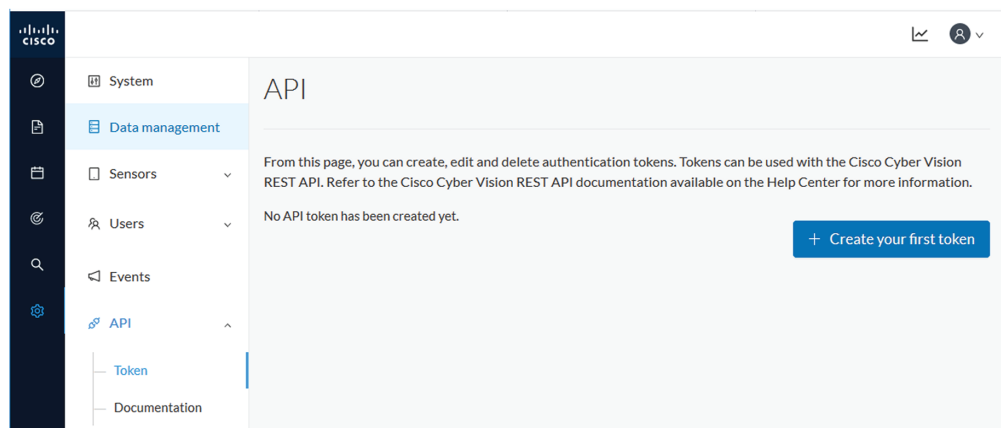 CISCO
System
Data management
Sensors
Users
Events
API
Token
Documentation
API
From this page, you can create, edit and delete authentication tokens. Tokens can be used with the Cisco Cyber Vision
REST API. Refer to the Cisco Cyber Vision REST API documentation available on the Help Center for more information.
No API token has been created yet.
+ Create your first token